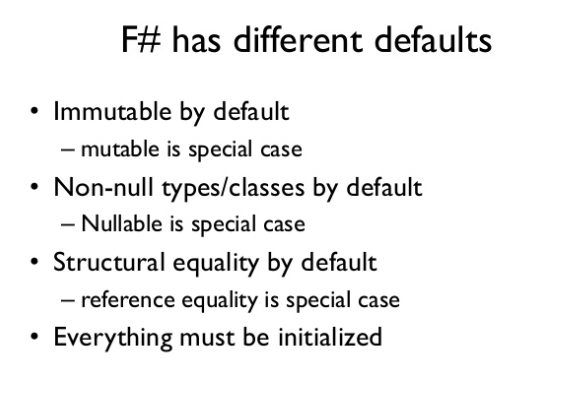 F# has different defaults
• Immutable by default
– mutable is special case
• Non-null types/classes by default
– Nullable is special case
• Structural equality by default
– reference equality is special case
• Everything must be initialized